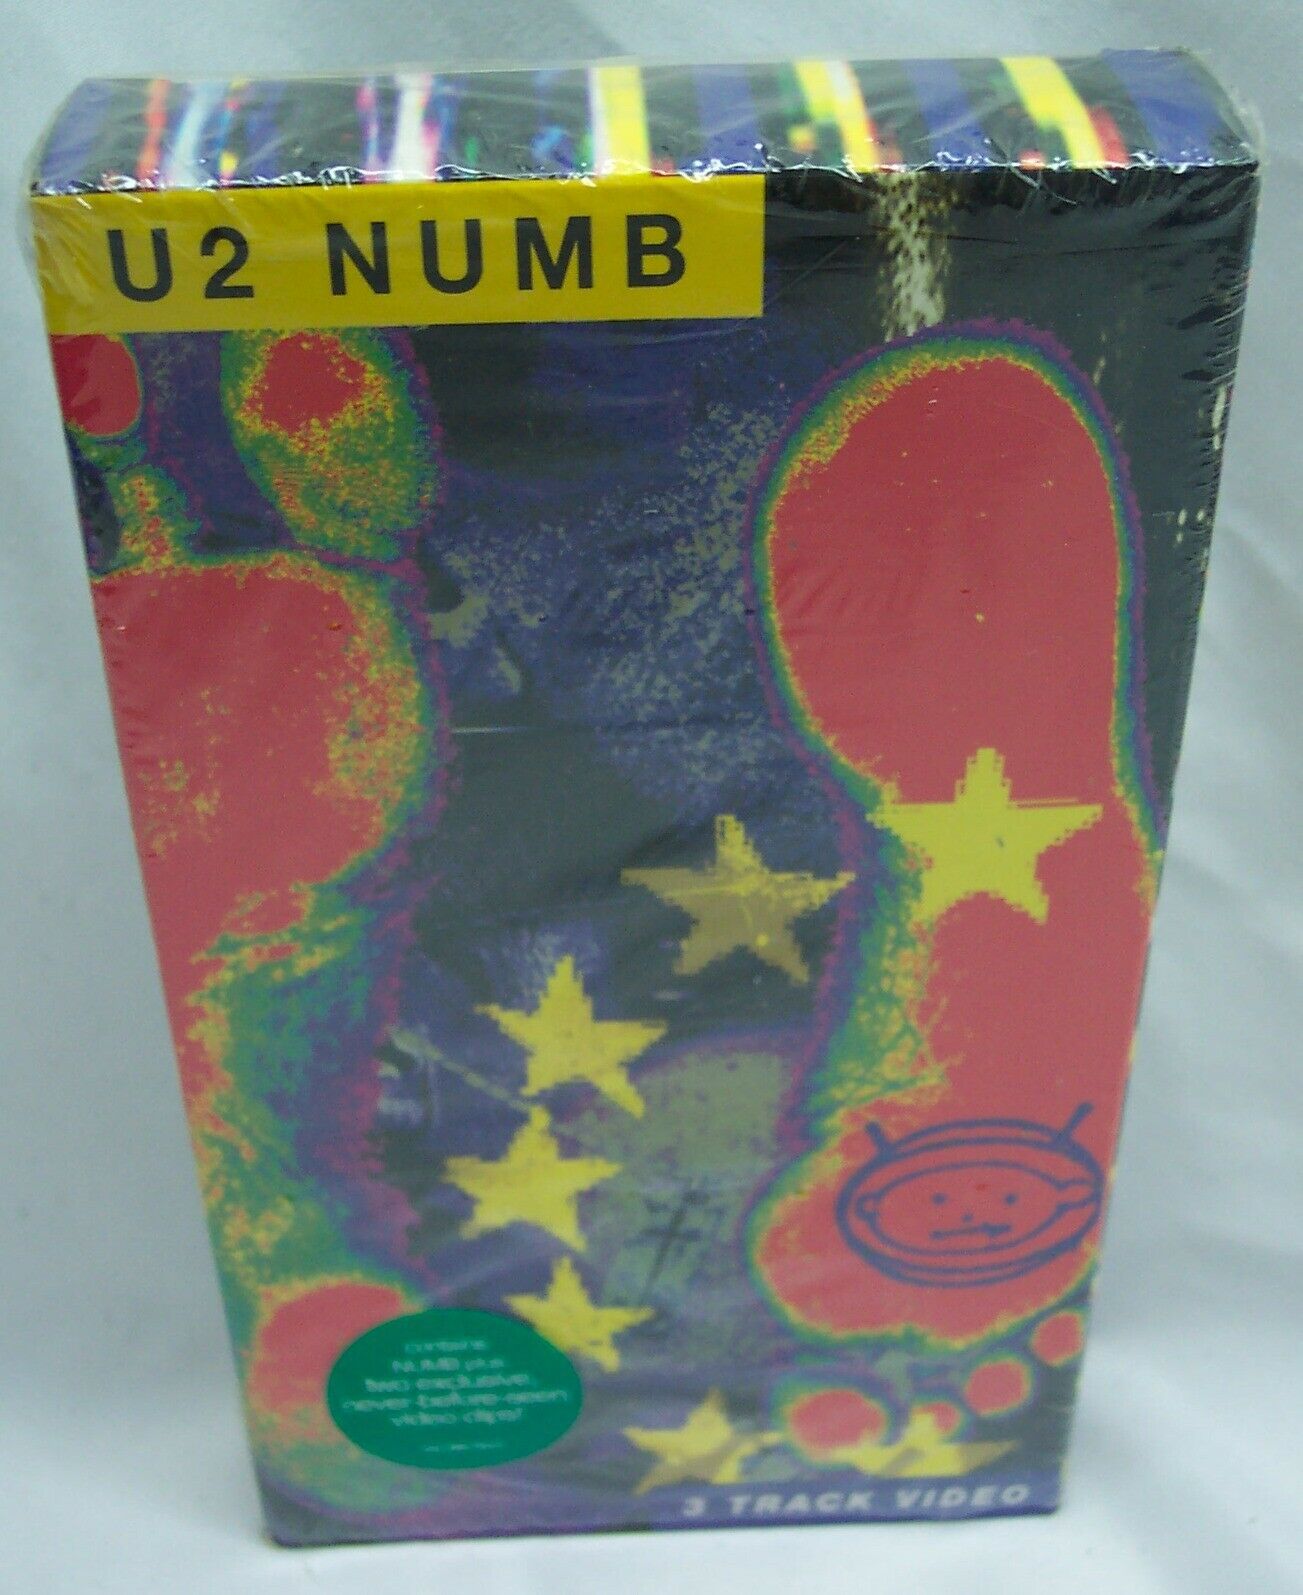 U2 NUMB
contains
NUMB plus
two exclusive,
never-before-seen
video clips!
3 TRACK VIDEO